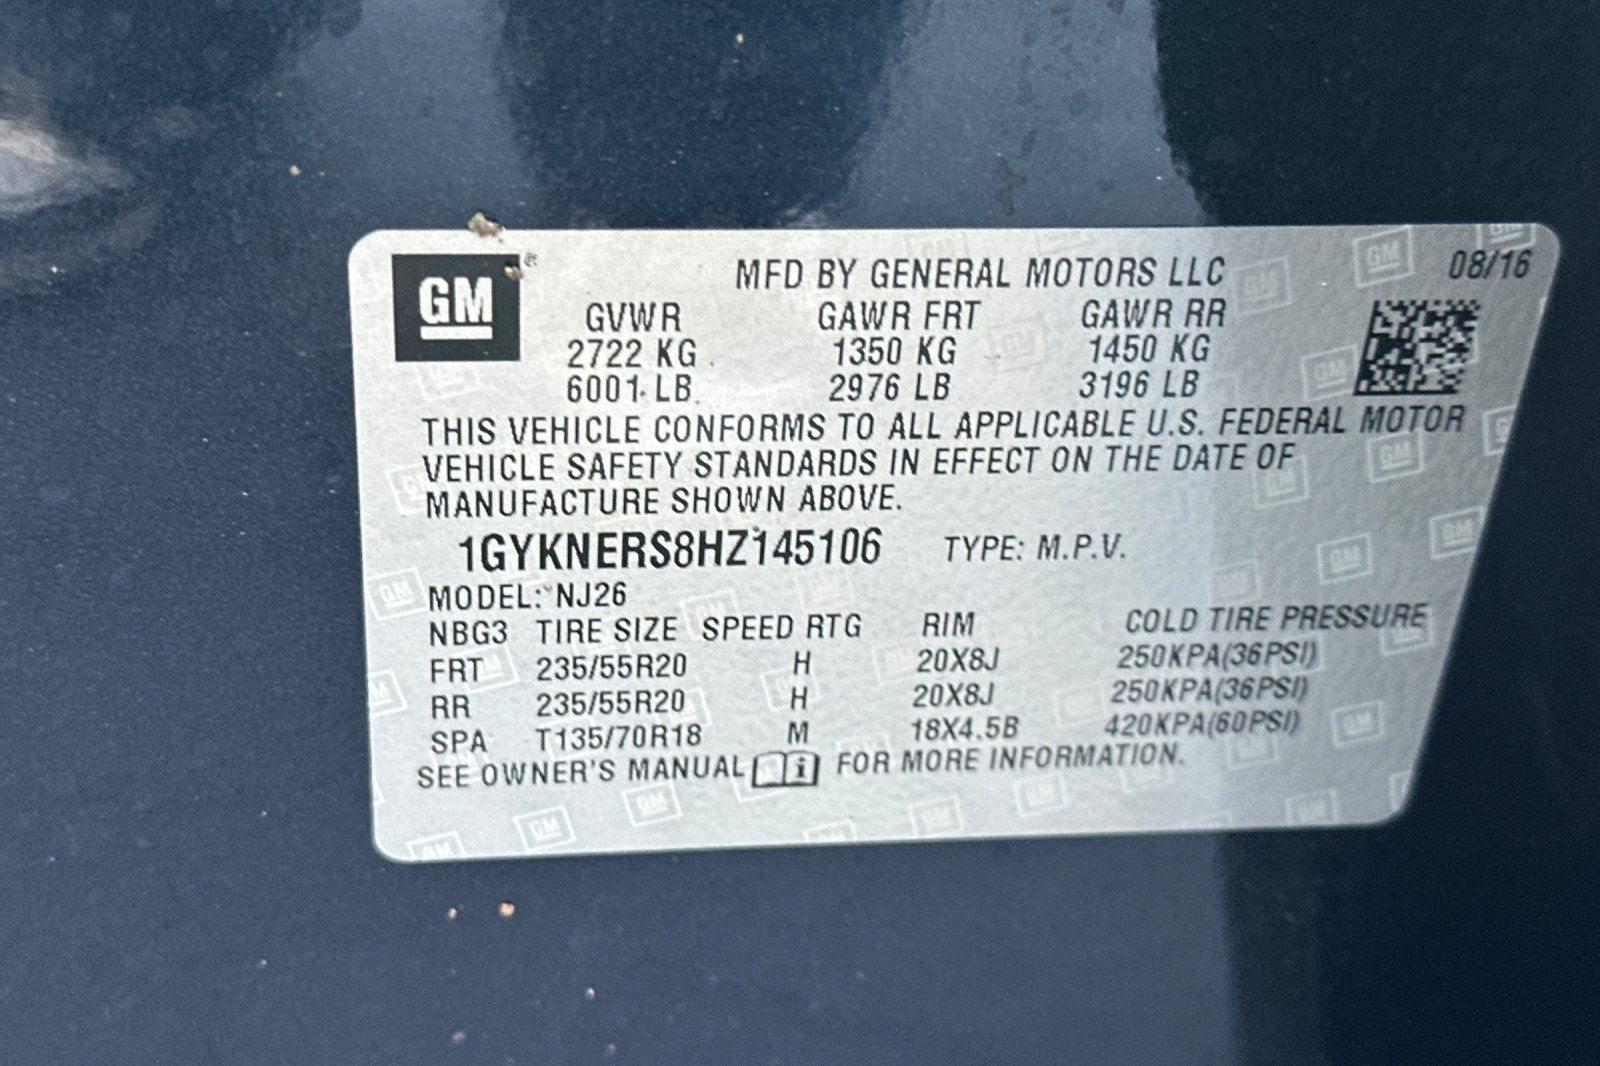 GM ®
MFD BY GENERAL MOTORS LLC 08/16
GVWR GAWR FRT GAWR RR
2722 KG 1350 KG 1450 KG
6001 LB 2976 LB 3196 LB
THIS VEHICLE CONFORMS TO ALL APPLICABLE U.S. FEDERAL MOTOR
VEHICLE SAFETY STANDARDS IN EFFECT ON THE DATE OF
MANUFACTURE SHOWN ABOVE.
1GYKNERS8HZ145106 TYPE: M.P.V.
MODEL: NJ26
NBG3 TIRE SIZE SPEED RTG RIM COLD TIRE PRESSURE
FRT 235/55R20 H 20X8J 250KPA(36PSI)
RR 235/55R20 H 20X8J 250KPA(36PSI)
SPA T135/70R18 M 18X4.5B 420KPA(60PSI)
SEE OWNER'S MANUAL i FOR MORE INFORMATION.